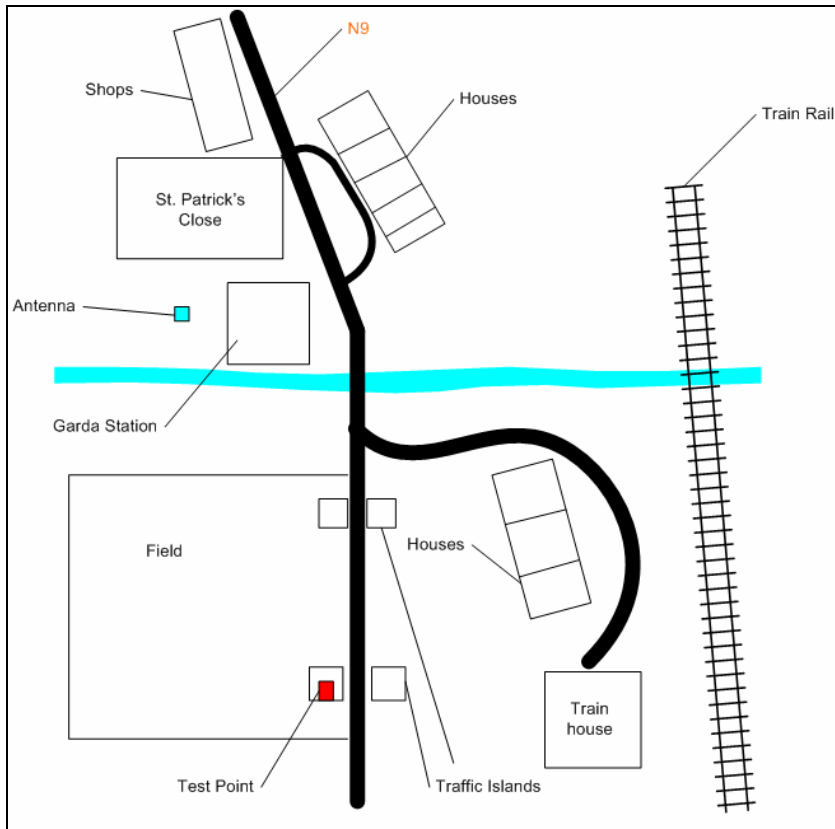 N9
Shops
Houses
Train Rail
St. Patrick's
Close
Antenna
Garda Station
Field
Houses
Train
house
Test Point
Traffic Islands